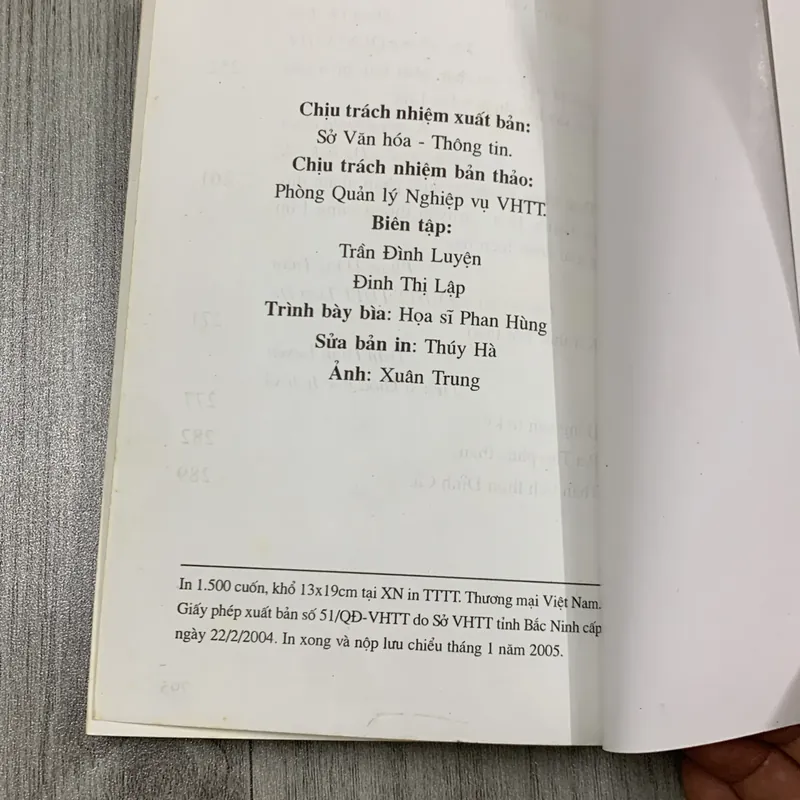 Chịu trách nhiệm xuất bản:
Sở Văn hóa - Thông tin.
Chịu trách nhiệm bản thảo:
Phòng Quản lý Nghiệp vụ VHTT.
Biên tập:
Trần Đình Luyện
Đinh Thị Lập
Trình bày bìa: Họa sĩ Phan Hùng
Sửa bản in: Thúy Hà
Ảnh: Xuân Trung
In 1.500 cuốn, khổ 13x19cm tại XN in TTTT. Thương mại Việt Nam.
Giấy phép xuất bản số 51/QĐ-VHTT do Sở VHTT tỉnh Bắc Ninh cấp
ngày 22/2/2004. In xong và nộp lưu chiểu tháng 1 năm 2005.